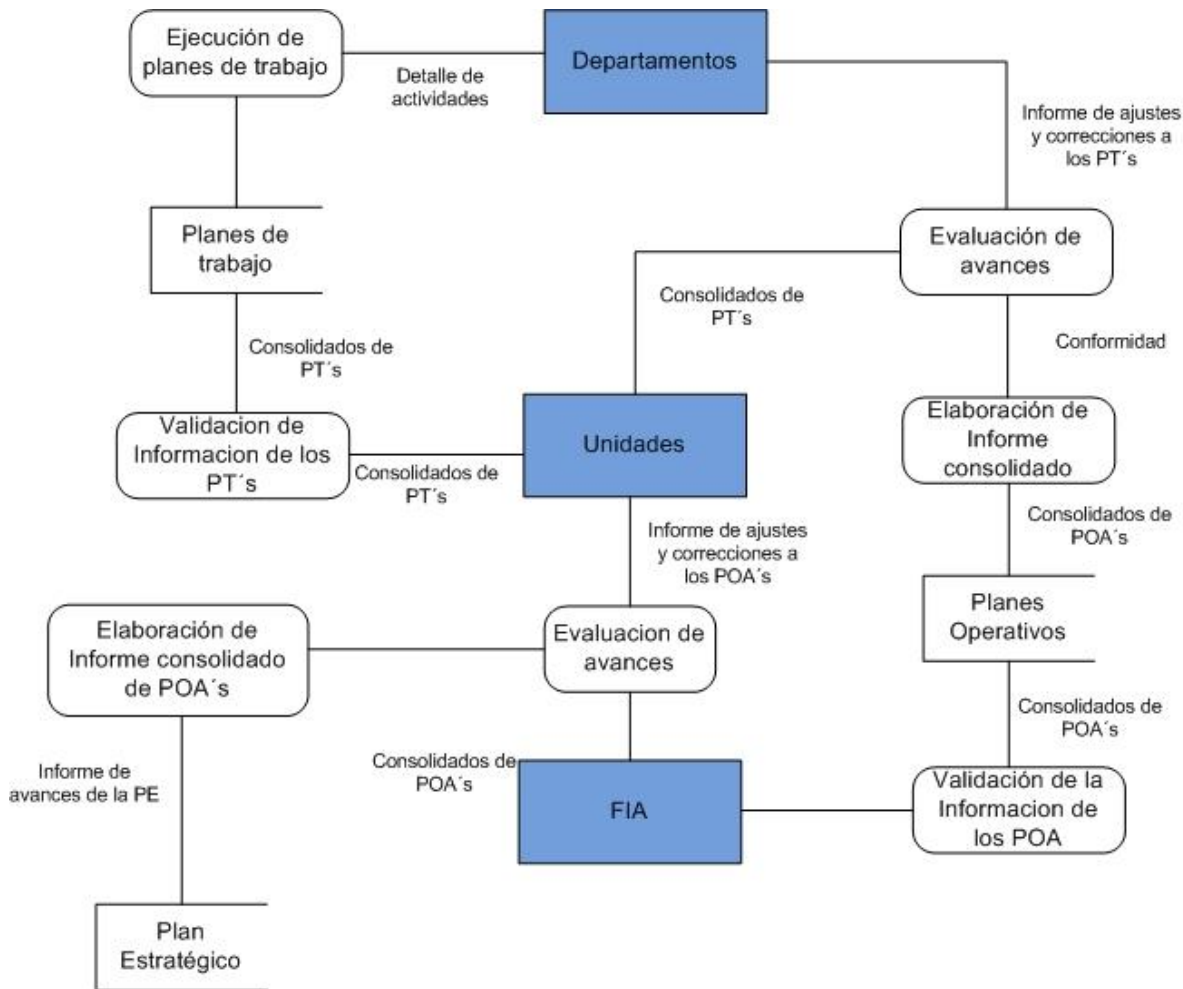 Ejecución de
planes de trabajo
Detalle de
actividades
Departamentos
Informe de ajustes
y correcciones a
los PT´s
Planes de
trabajo
Evaluación de
avances
Consolidados de
PT´s
Consolidados de
PT´s
Conformidad
Validacion de
Informacion de los
PT´s
Consolidados de
PT´s
Unidades
Elaboración de
Informe
consolidado
Informe de ajustes
y correcciones a
los POA´s
Consolidados de
POA´s
Elaboración de
Informe consolidado
de POA´s
Evaluacion de
avances
Planes
Operativos
Informe de
avances de la PE
Consolidados de
POA´s
FIA
Consolidados de
POA´s
Validación de la
Informacion de
los POA
Plan
Estratégico